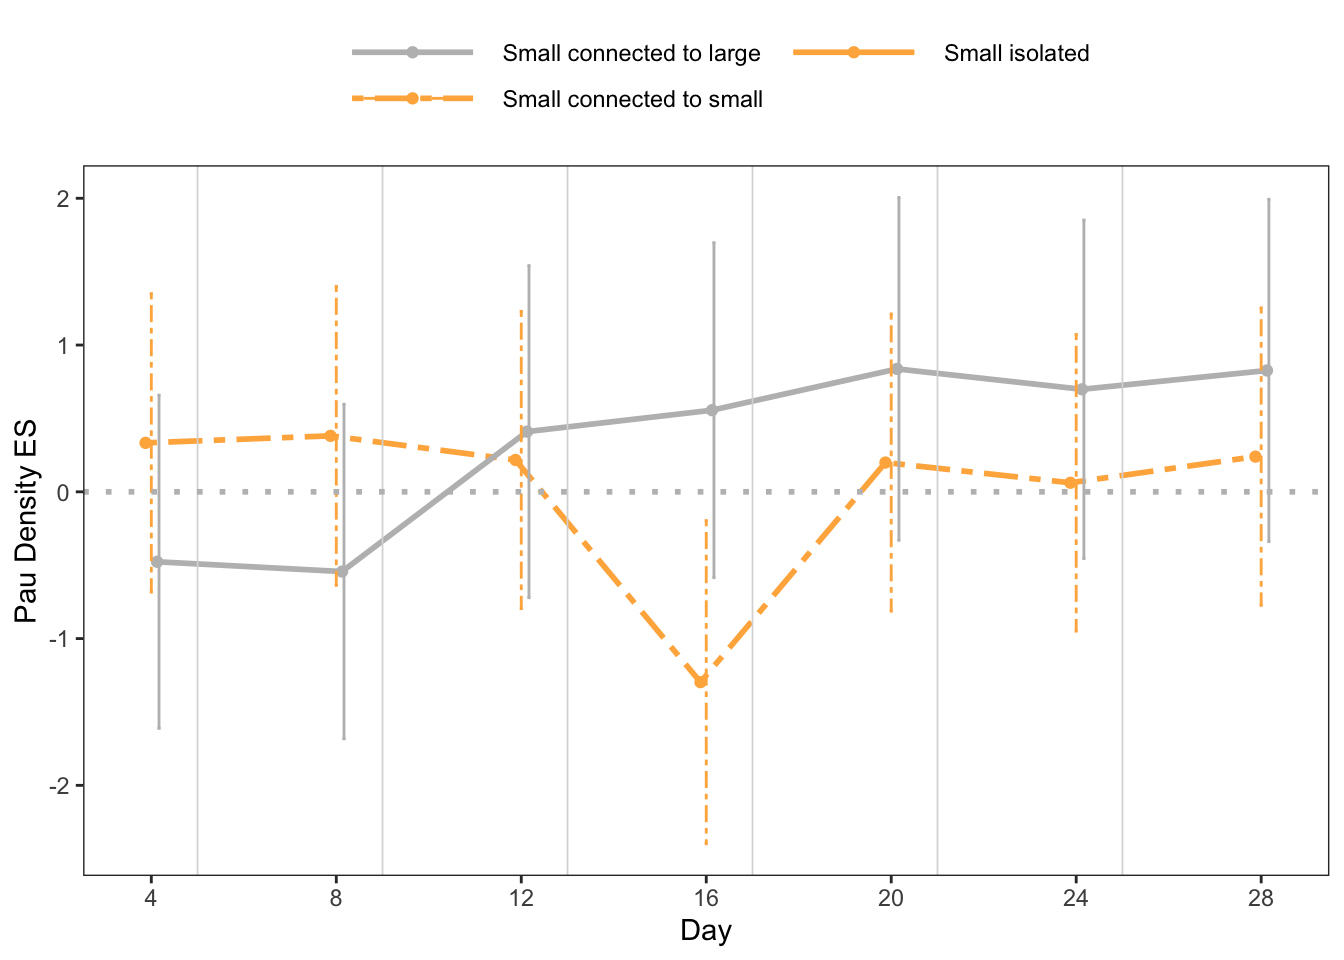 Small connected to large
Small isolated
Small connected to small
Pau Density ES
2
1
0
-1
-2
4 8 12 16 20 24 28
Day